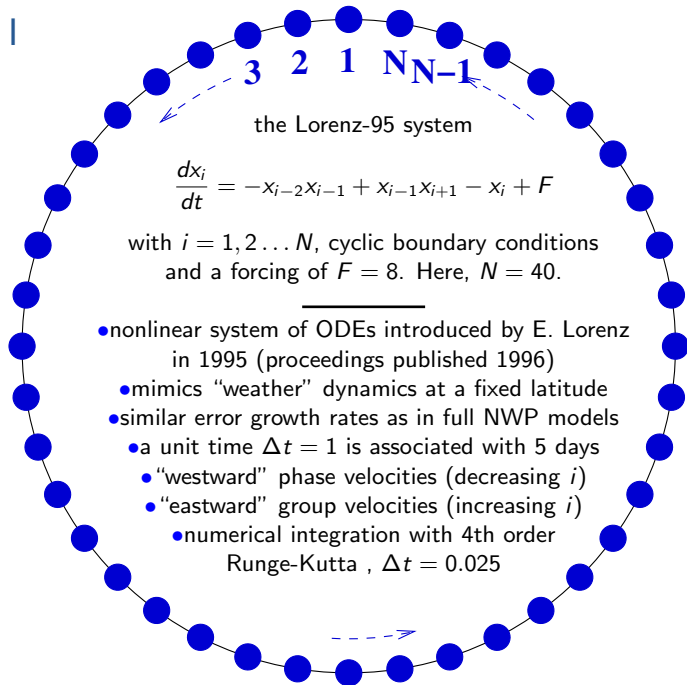 3 2 1 N N−1
the Lorenz-95 system
dx_i/dt = −x_{i−2}x_{i−1} + x_{i−1}x_{i+1} − x_i + F
with i = 1, 2 . . . N, cyclic boundary conditions
and a forcing of F = 8. Here, N = 40.
•nonlinear system of ODEs introduced by E. Lorenz
in 1995 (proceedings published 1996)
•mimics “weather” dynamics at a fixed latitude
•similar error growth rates as in full NWP models
•a unit time Δt = 1 is associated with 5 days
•“westward” phase velocities (decreasing i)
•“eastward” group velocities (increasing i)
•numerical integration with 4th order
Runge-Kutta , Δt = 0.025